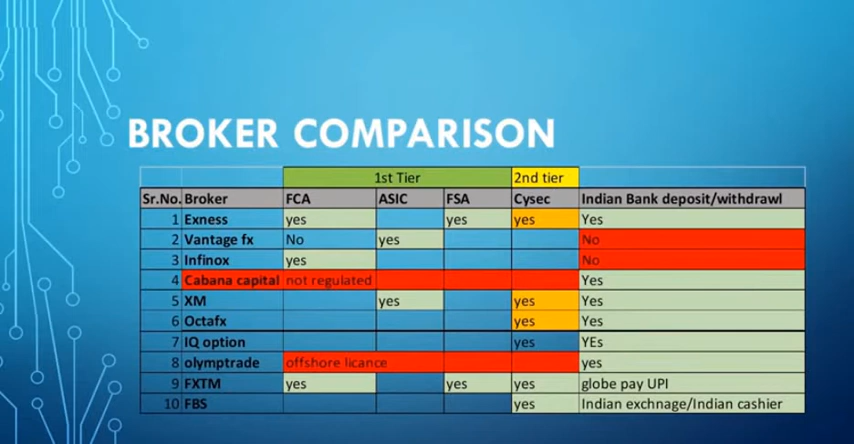 BROKER COMPARISON
1st Tier 2nd tier
Sr.No. Broker FCA ASIC FSA Cysec Indian Bank deposit/withdrawl
1 Exness yes yes yes Yes
2 Vantage fx No yes No
3 Infinox yes No
4 Cabana capital not regulated Yes
5 XM yes yes Yes
6 Octafx yes Yes
7 IQ option yes YEs
8 olymptrade offshore licance yes
9 FXTM yes yes yes globe pay UPI
10 FBS yes Indian exchnage/Indian cashier